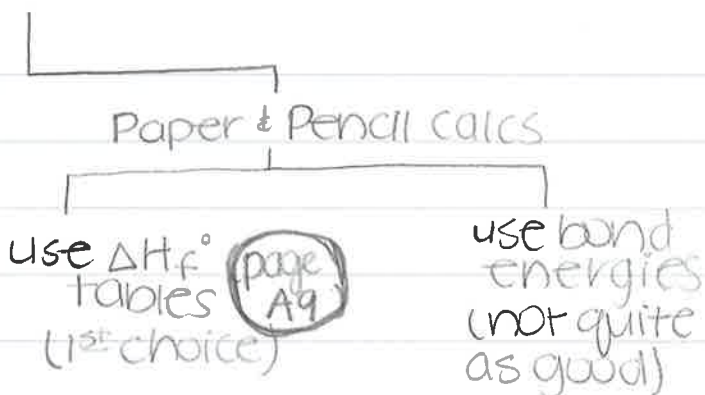 Paper & Pencil calcs
use ΔHf°
tables
(1st choice)
page
A9
use bond
energies
(not quite
as good)